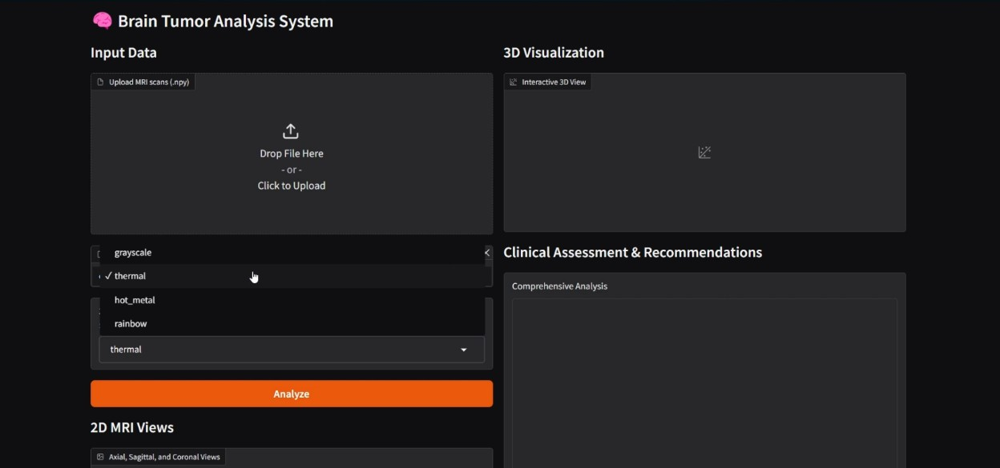 🧠 Brain Tumor Analysis System
Input Data
Upload MRI scans (.npy)
Drop File Here
- or -
Click to Upload
grayscale
✓ thermal
hot_metal
rainbow
thermal
Analyze
2D MRI Views
Axial, Sagittal, and Coronal Views
3D Visualization
Interactive 3D View
Clinical Assessment & Recommendations
Comprehensive Analysis